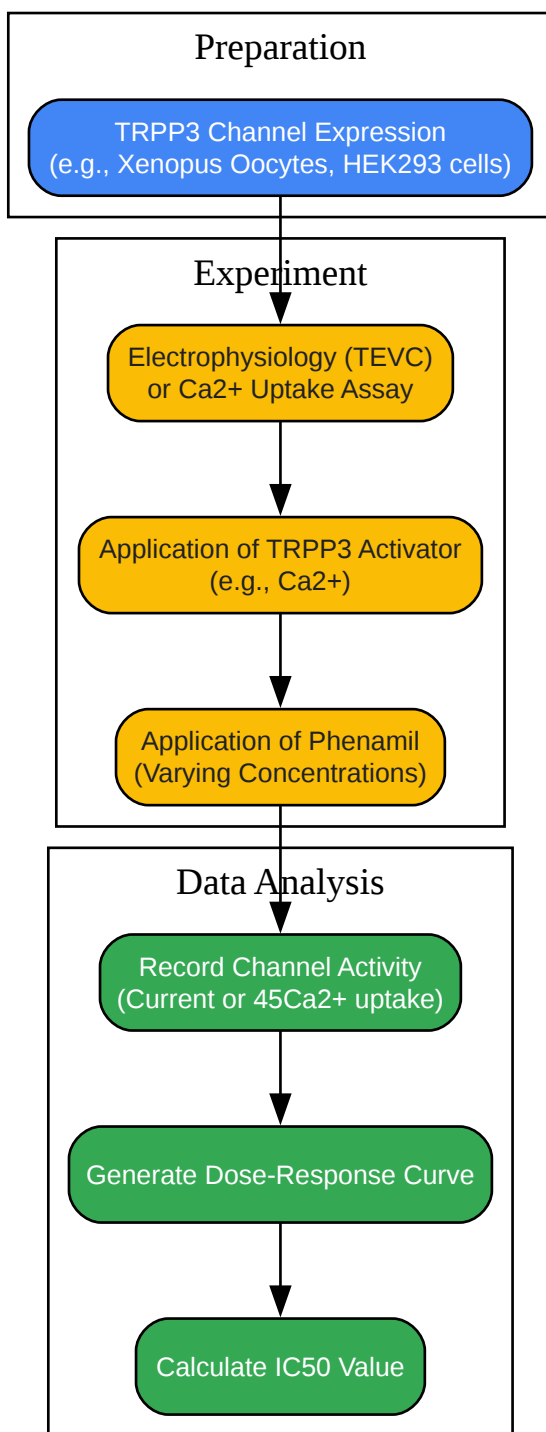 Preparation
TRPP3 Channel Expression
(e.g., Xenopus Oocytes, HEK293 cells)
Experiment
Electrophysiology (TEVC)
or Ca2+ Uptake Assay
Application of TRPP3 Activator
(e.g., Ca2+)
Application of Phenamil
(Varying Concentrations)
Data Analysis
Record Channel Activity
(Current or 45Ca2+ uptake)
Generate Dose-Response Curve
Calculate IC50 Value